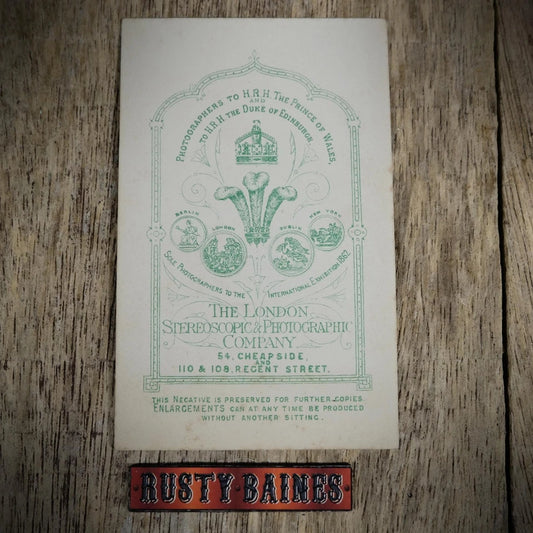 PHOTOGRAPHERS TO H.R.H THE PRINCE OF WALES,
AND
TO H.R.H. THE DUKE OF EDINBURGH.
BERLIN
LONDON
DUBLIN
NEW YORK
SOLE PHOTOGRAPHERS TO THE INTERNATIONAL EXHIBITION 1862
THE LONDON
STEREOSCOPIC & PHOTOGRAPHIC
COMPANY.
54, CHEAPSIDE,
AND
110 & 108, REGENT STREET.
THIS NEGATIVE IS PRESERVED FOR FURTHER COPIES.
ENLARGEMENTS CAN AT ANY TIME BE PRODUCED
WITHOUT ANOTHER SITTING.
RUSTY·BAINES